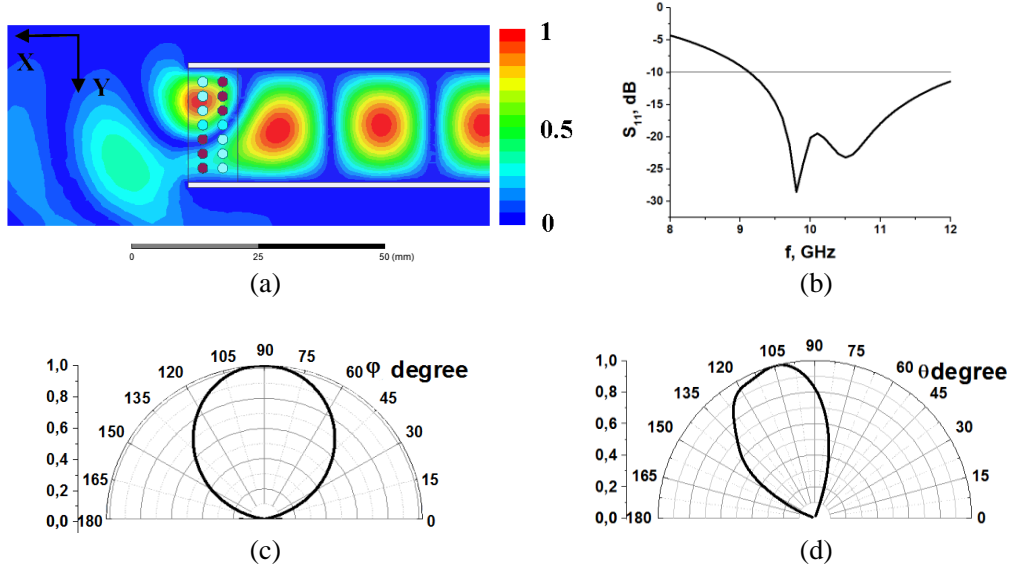 X
Y
1
0.5
0
0 25 50 (mm)
(a)
0
-5
-10
-15
-20
-25
-30
S11, dB
8 9 10 11 12
f, GHz
(b)
1,0
0,8
0,6
0,4
0,2
0,0
180 165 150 135 120 105 90 75 60 45 30 15 0
φ degree
(c)
1,0
0,8
0,6
0,4
0,2
0,0
180 165 150 135 120 105 90 75 60 45 30 15 0
θ degree
(d)